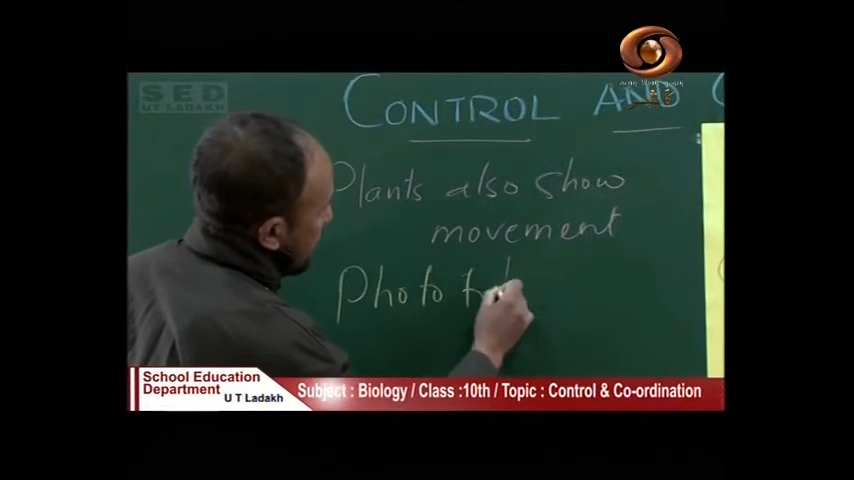 SED
UT LADAKH
CONTROL AND
Plants also show
movement
Photo
School Education
Department
U T Ladakh
Subject : Biology / Class :10th / Topic : Control & Co-ordination